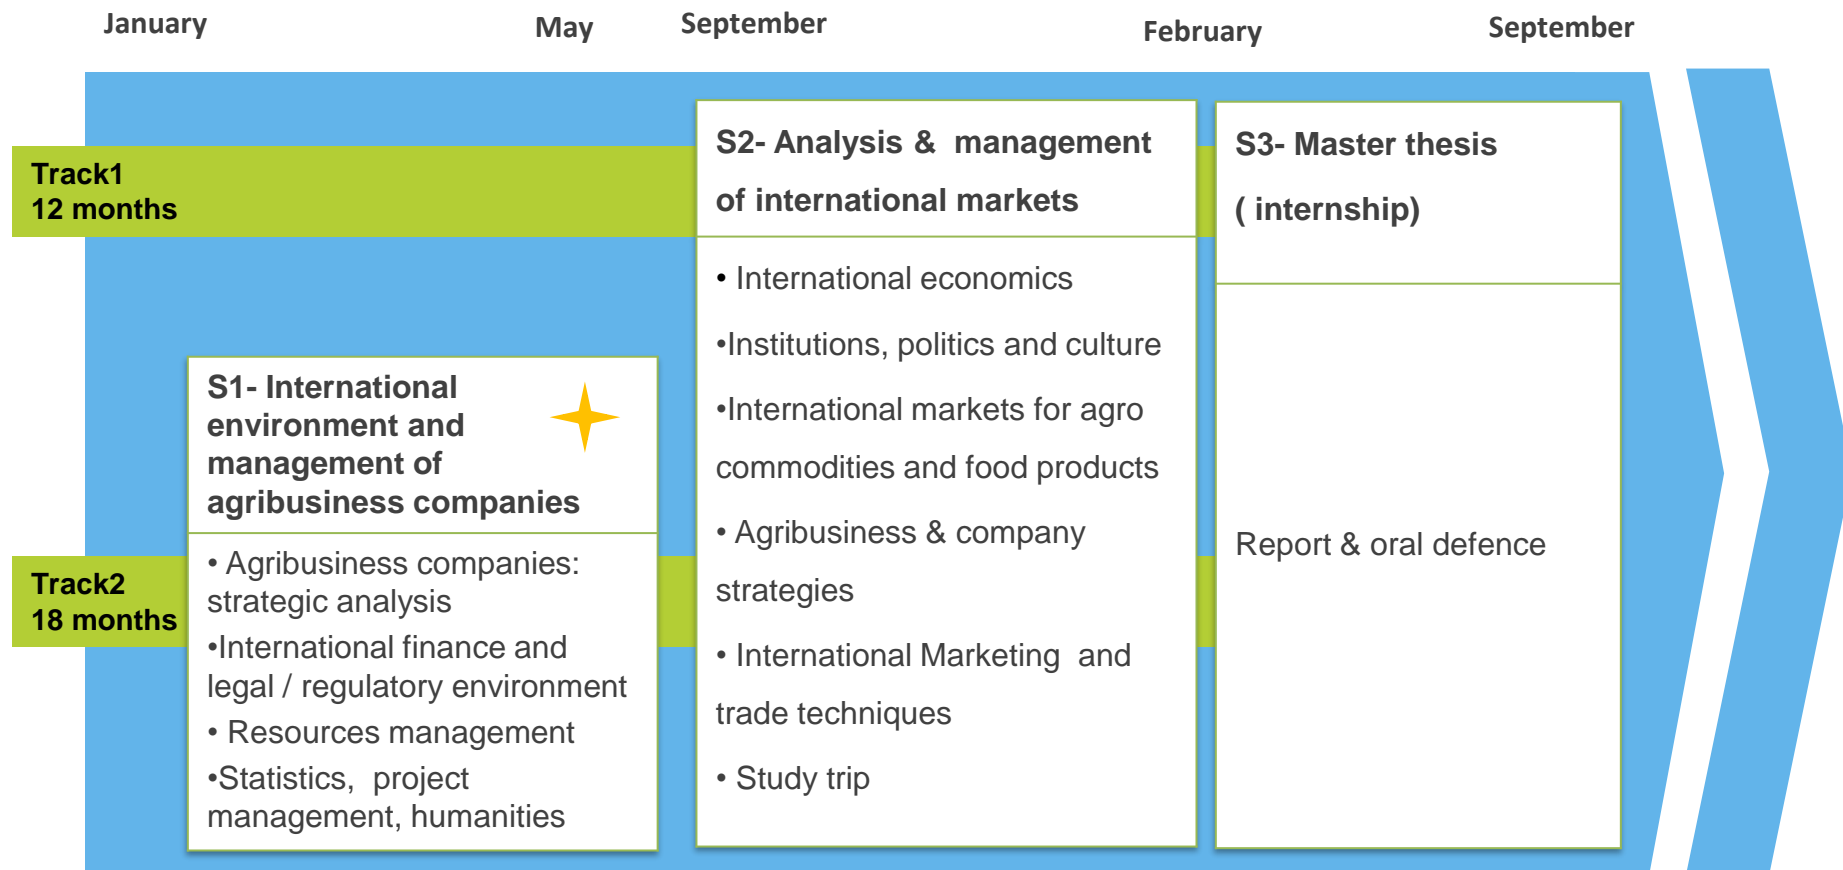 January
May
September
February
September
Track1
12 months
S2- Analysis & management
of international markets
• International economics
•Institutions, politics and culture
•International markets for agro
commodities and food products
• Agribusiness & company
strategies
• International Marketing and
trade techniques
• Study trip
S3- Master thesis
( internship)
Report & oral defence
S1- International
environment and
management of
agribusiness companies
• Agribusiness companies:
strategic analysis
•International finance and
legal / regulatory environment
• Resources management
•Statistics, project
management, humanities
Track2
18 months